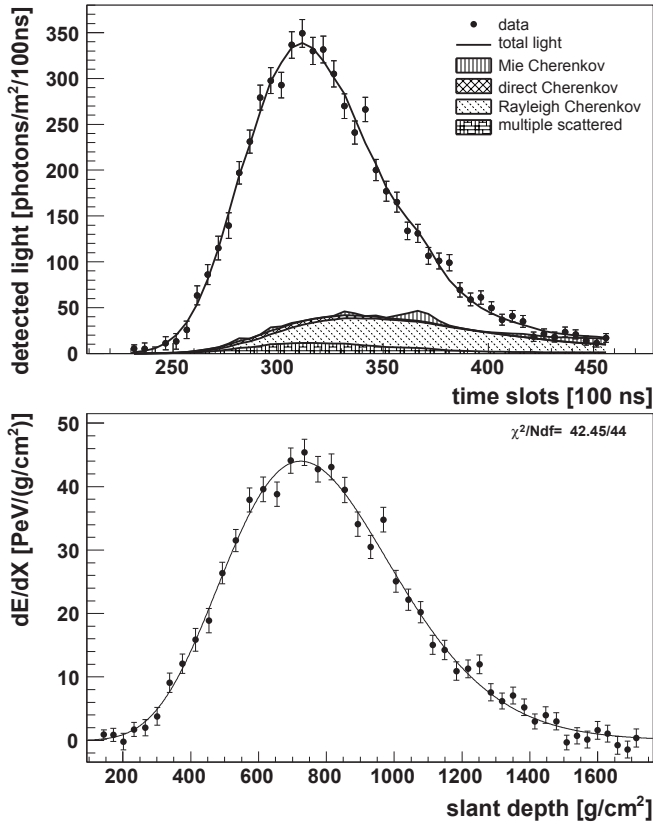 detected light [photons/m²/100ns]
350
300
250
200
150
100
50
0
data
total light
Mie Cherenkov
direct Cherenkov
Rayleigh Cherenkov
multiple scattered
250 300 350 400 450
time slots [100 ns]
dE/dX [PeV/(g/cm²)]
50
40
30
20
10
0
χ²/Ndf= 42.45/44
200 400 600 800 1000 1200 1400 1600
slant depth [g/cm²]